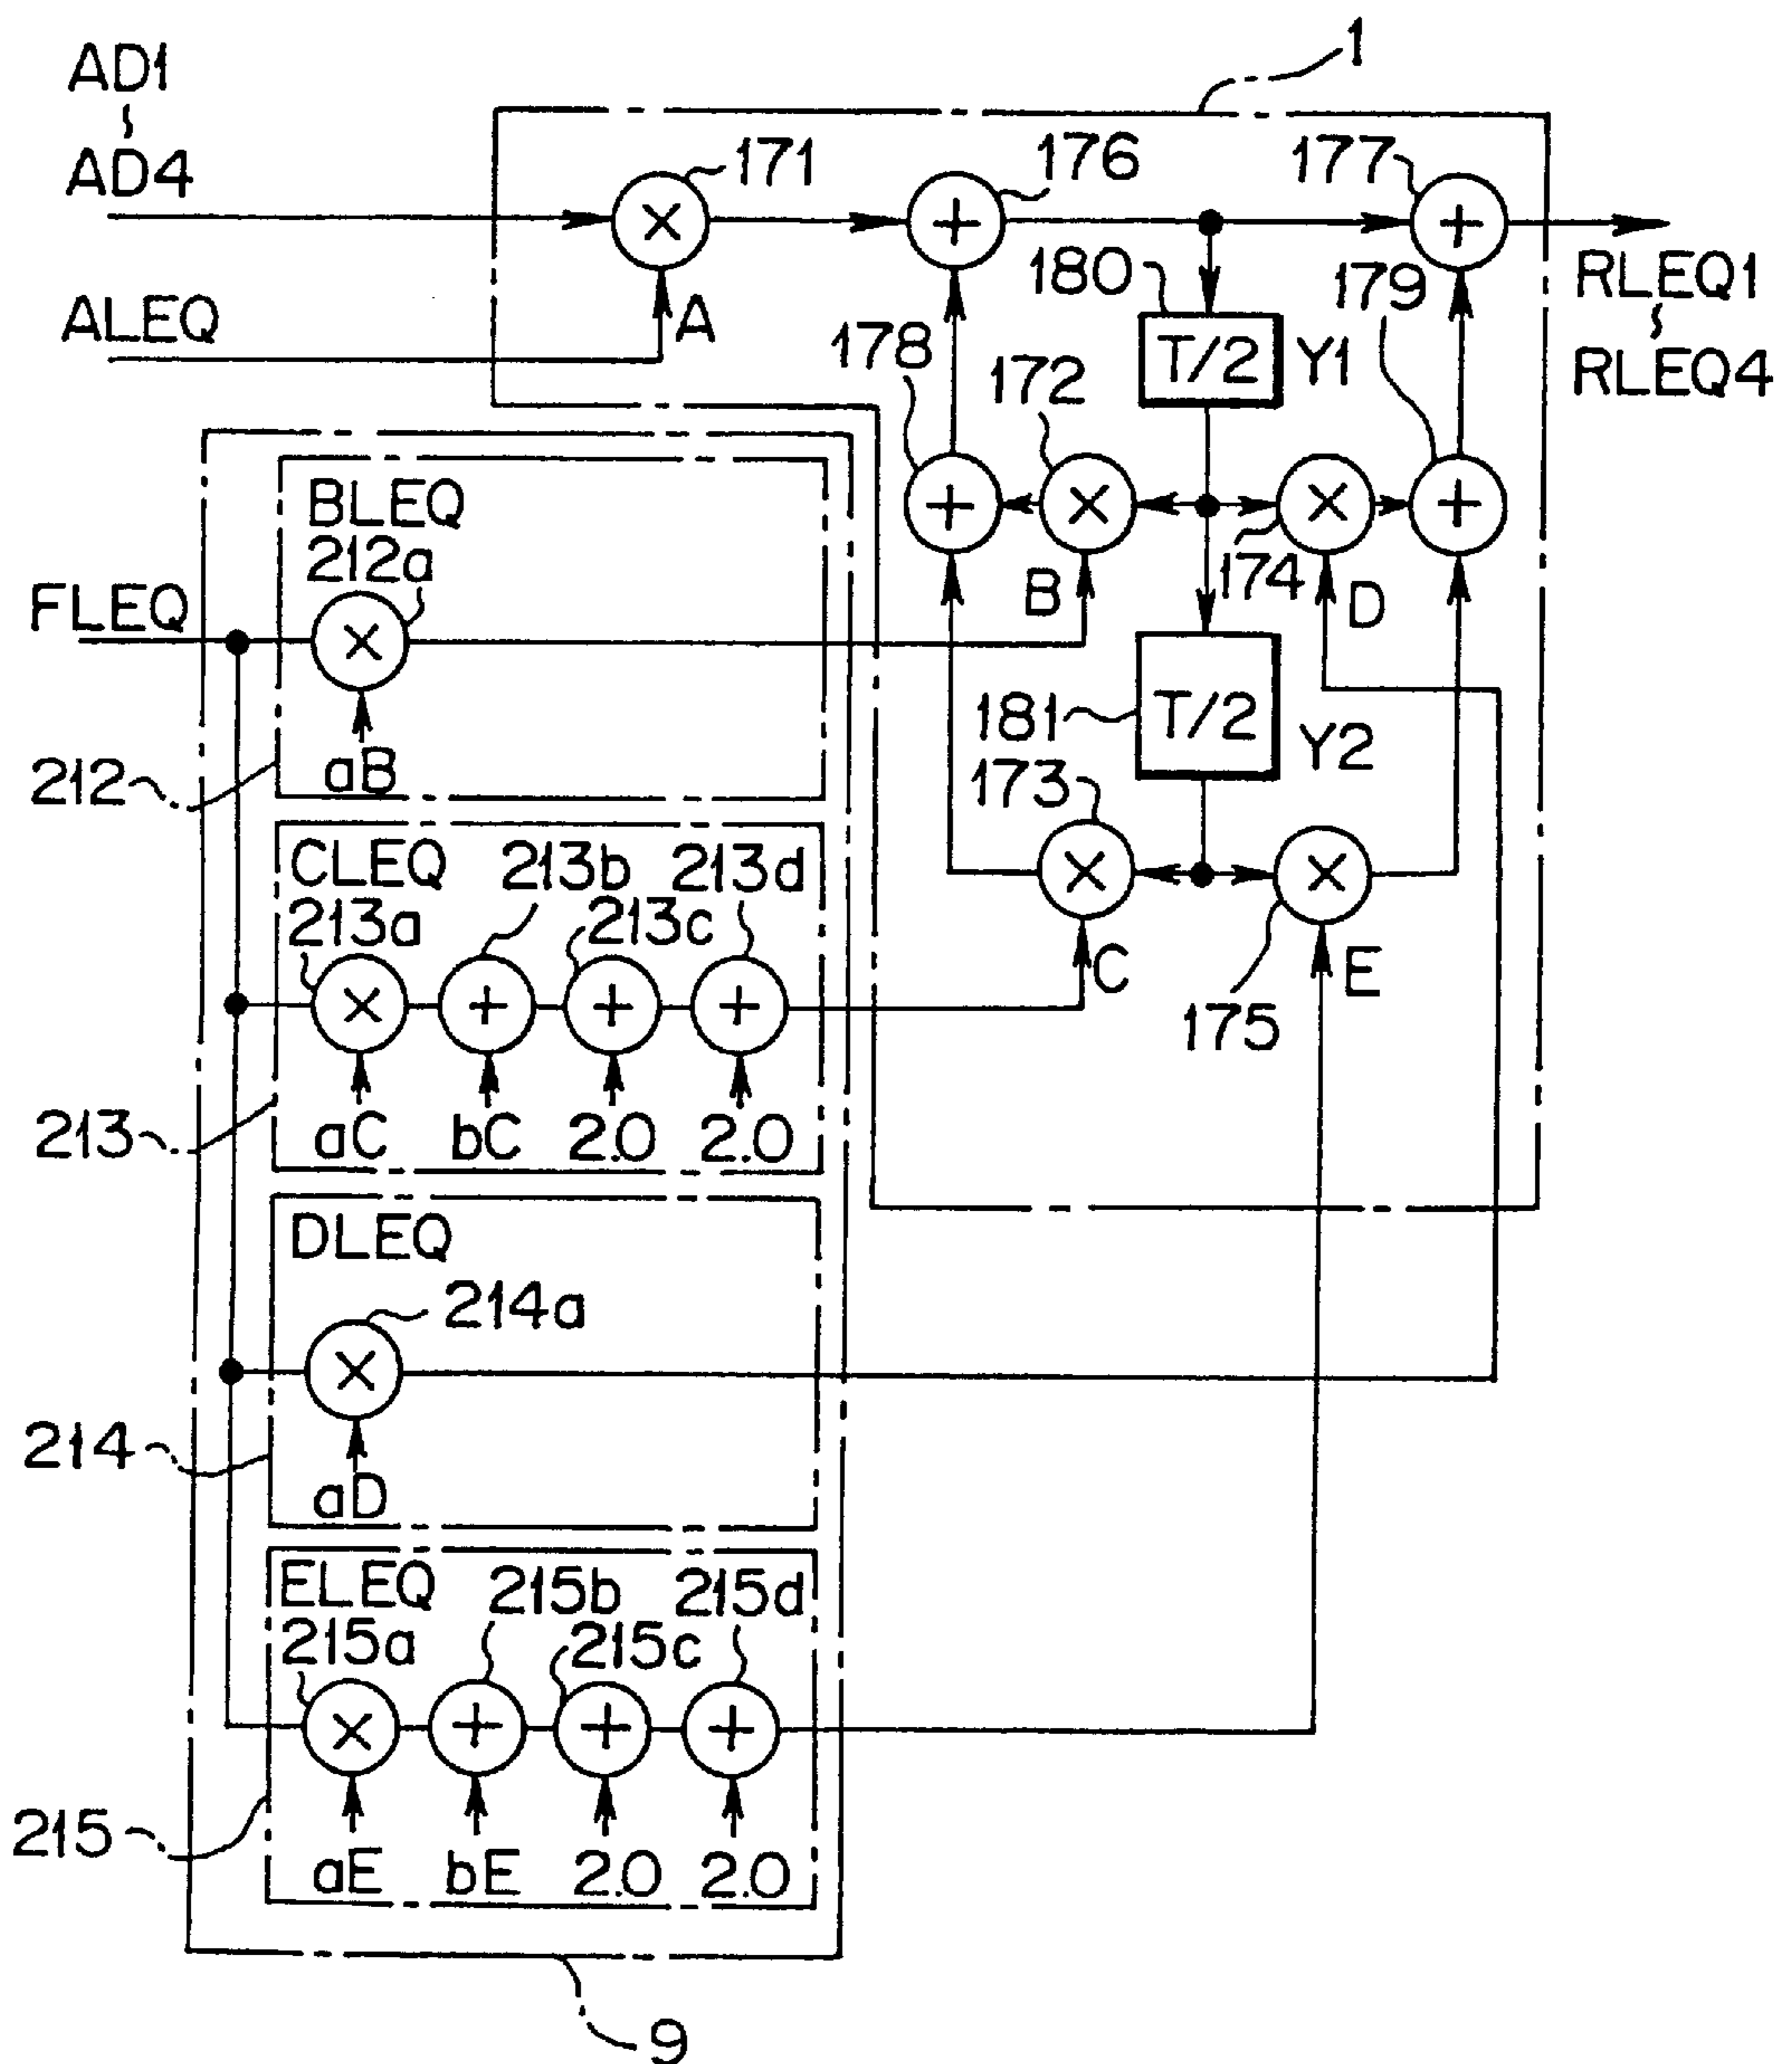 1
AD1
AD4
171
176
177
ALEQ
A
180
179
RLEQ1
RLEQ4
178
172
T/2
Y1
BLEQ
212a
FLEQ
174
B
D
181
T/2
Y2
aB
212
173
CLEQ
213b
213d
213a
213c
C
E
175
aC
bC
2.0
2.0
213
DLEQ
214a
214
aD
ELEQ
215b
215d
215a
215c
215
aE
bE
2.0
2.0
9